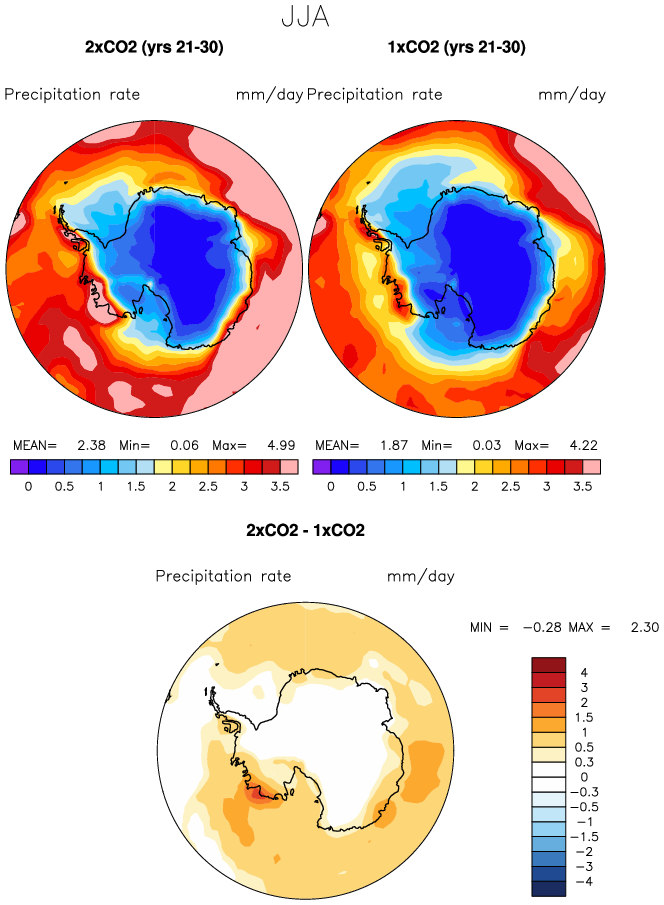 JJA
2xCO2 (yrs 21-30) 1xCO2 (yrs 21-30)
Precipitation rate mm/day Precipitation rate mm/day
MEAN= 2.38 Min= 0.06 Max= 4.99 MEAN= 1.87 Min= 0.03 Max= 4.22
0 0.5 1 1.5 2 2.5 3 3.5 0 0.5 1 1.5 2 2.5 3 3.5
2xCO2 - 1xCO2
Precipitation rate mm/day
MIN = -0.28 MAX = 2.30
4
3
2
1.5
1
0.5
0.3
0
-0.3
-0.5
-1
-1.5
-2
-3
-4